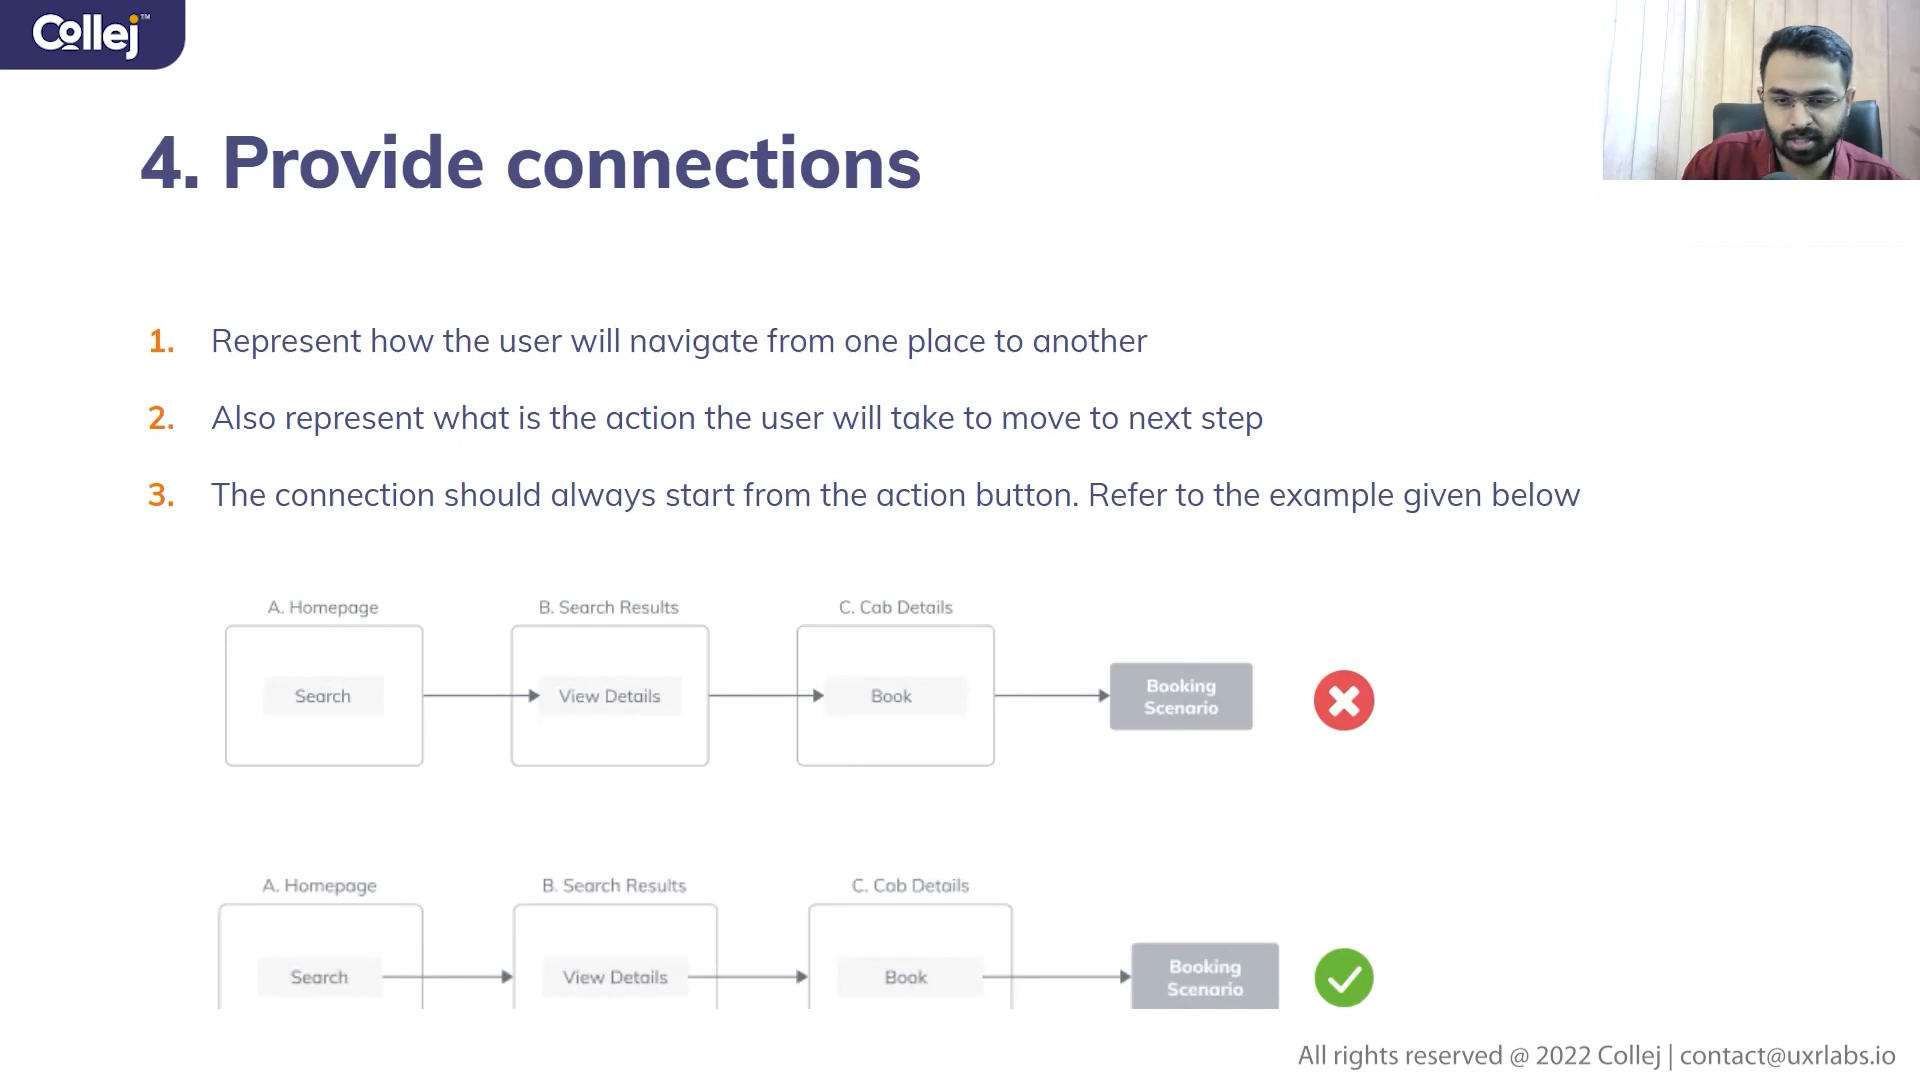 Collej™
4. Provide connections
1. Represent how the user will navigate from one place to another
2. Also represent what is the action the user will take to move to next step
3. The connection should always start from the action button. Refer to the example given below
A. Homepage B. Search Results C. Cab Details
Search View Details Book Booking
Scenario
A. Homepage B. Search Results C. Cab Details
Search View Details Book Booking
Scenario
All rights reserved @ 2022 Collej | contact@uxrlabs.io